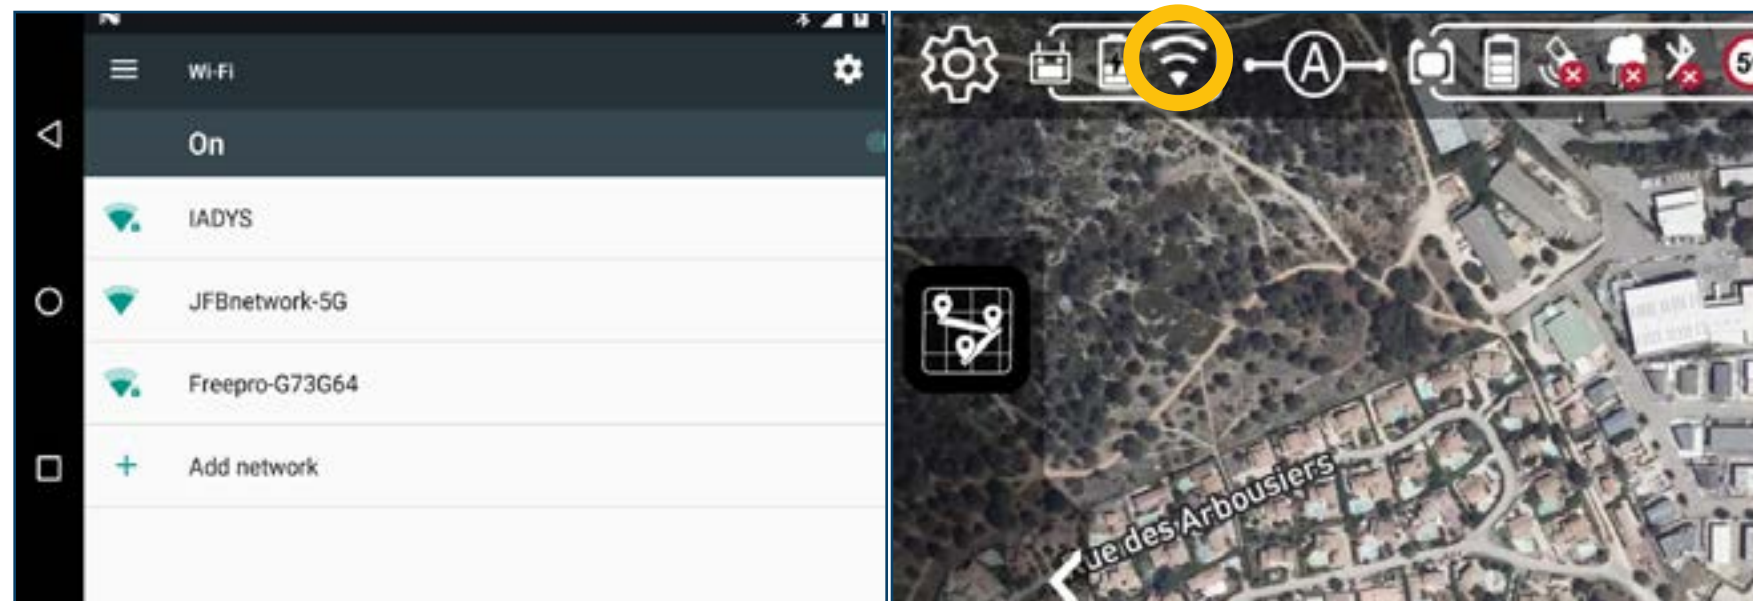 Wi-Fi
On
IADYS
JFBnetwork-5G
Freepro-G73G64
Add network
A
ue des Arbousiers